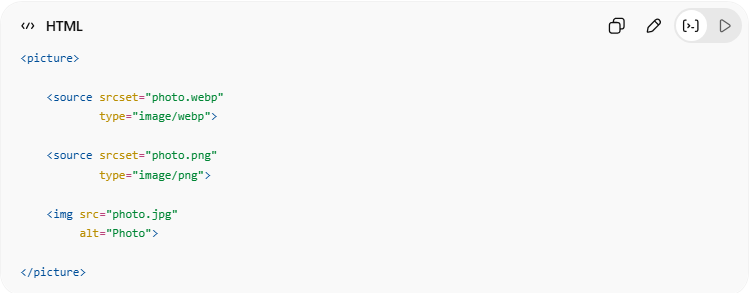 HTML
<picture>
<source srcset="photo.webp"
type="image/webp">
<source srcset="photo.png"
type="image/png">
<img src="photo.jpg"
alt="Photo">
</picture>